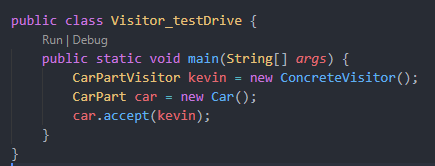 public class Visitor_testDrive {
Run | Debug
public static void main(String[] args) {
CarPartVisitor kevin = new ConcreteVisitor();
CarPart car = new Car();
car.accept(kevin);
}
}